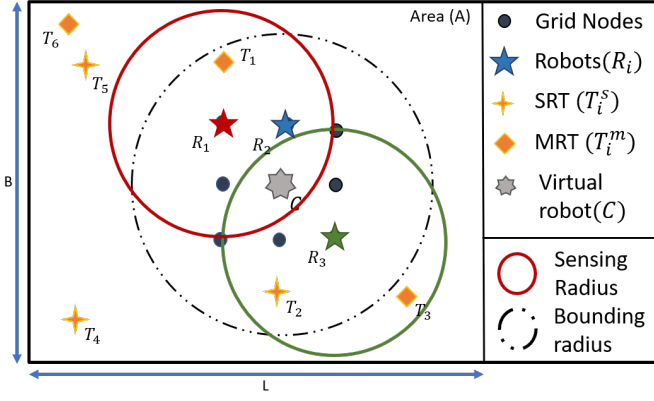 Area (A)
T₆
T₅
T₁
R₁
R₂
C
R₃
T₂
T₃
T₄
B
L
Grid Nodes
Robots(Rᵢ)
SRT (Tᵢˢ)
MRT (Tᵢᵐ)
Virtual
robot(C)
Sensing
Radius
Bounding
radius